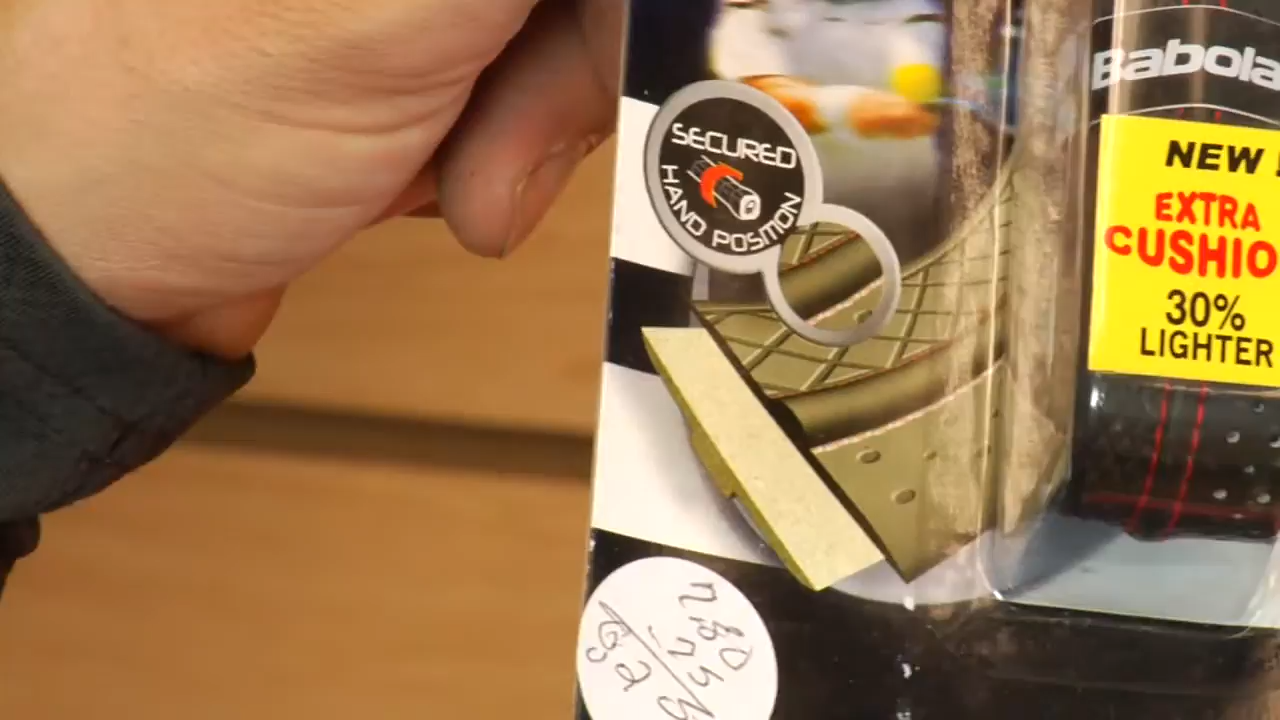 Babola
SECURED
HAND POSITION
NEW
EXTRA
CUSHIO
30%
LIGHTER